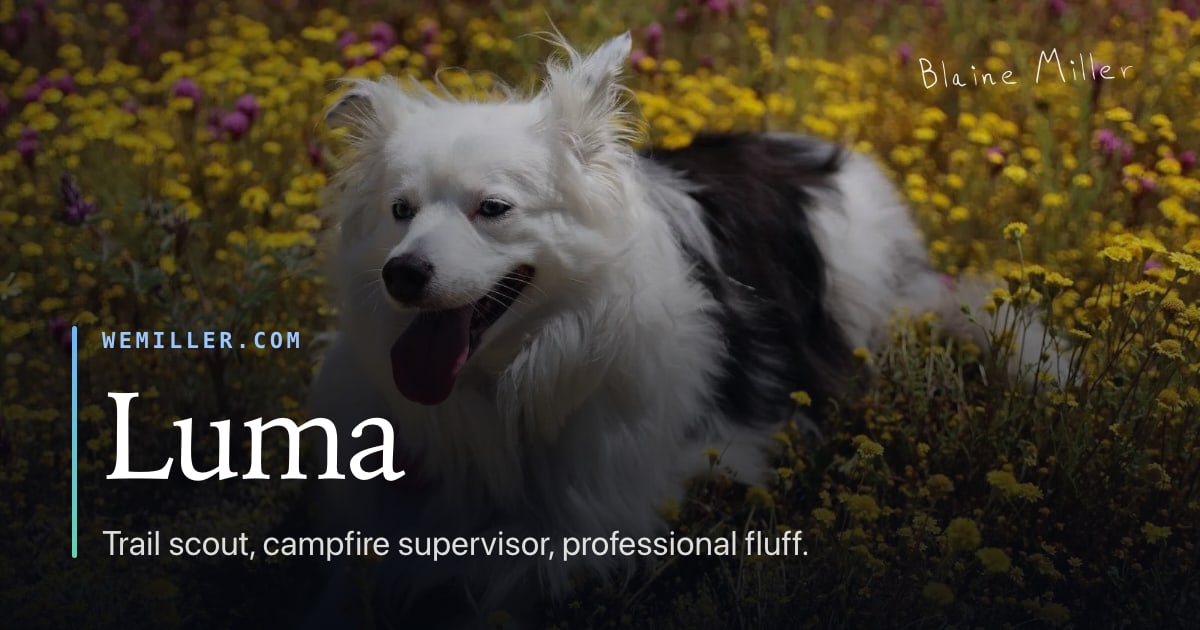 Blaine Miller
WEMILLER.COM
Luma
Trail scout, campfire supervisor, professional fluff.